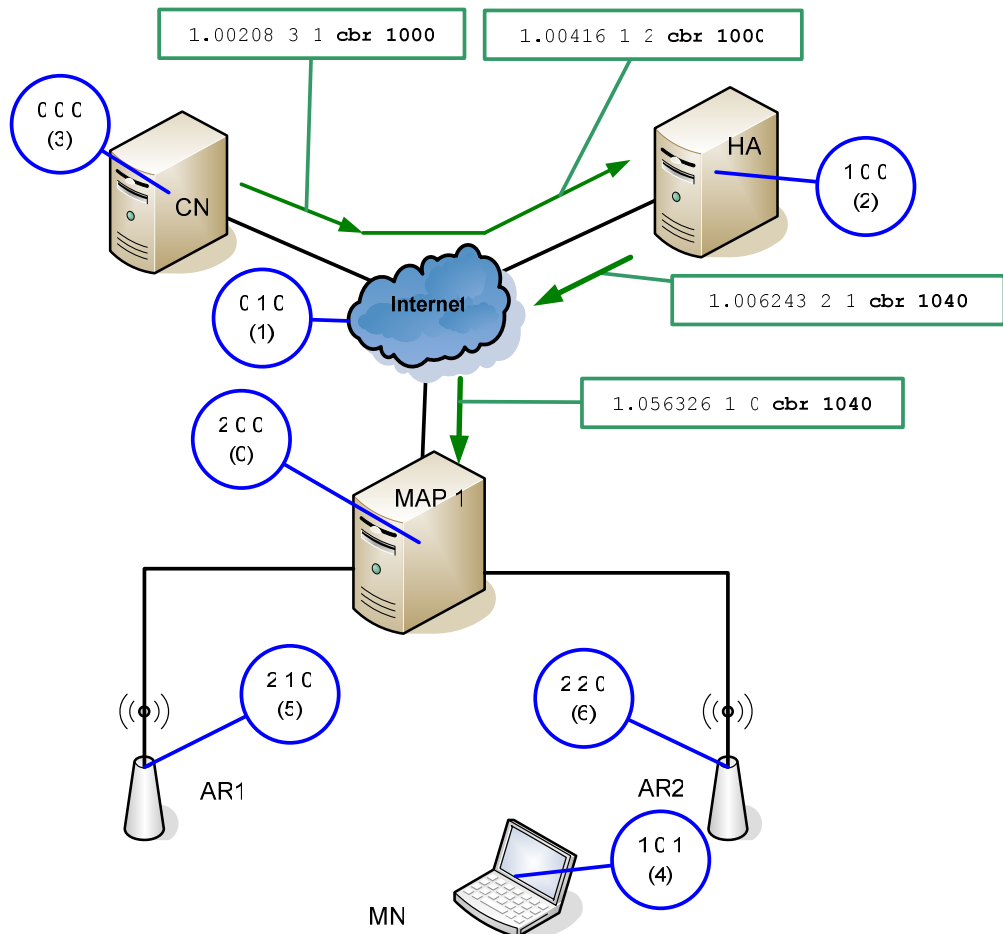 1.00208 3 1 cbr 1000
1.00416 1 2 cbr 1000
0 0 0
(3)
CN
HA
1 0 0
(2)
0 1 0
(1)
Internet
1.006243 2 1 cbr 1040
1.056326 1 0 cbr 1040
2 0 0
(0)
MAP 1
2 1 0
(5)
2 2 0
(6)
AR1
AR2
1 0 1
(4)
MN